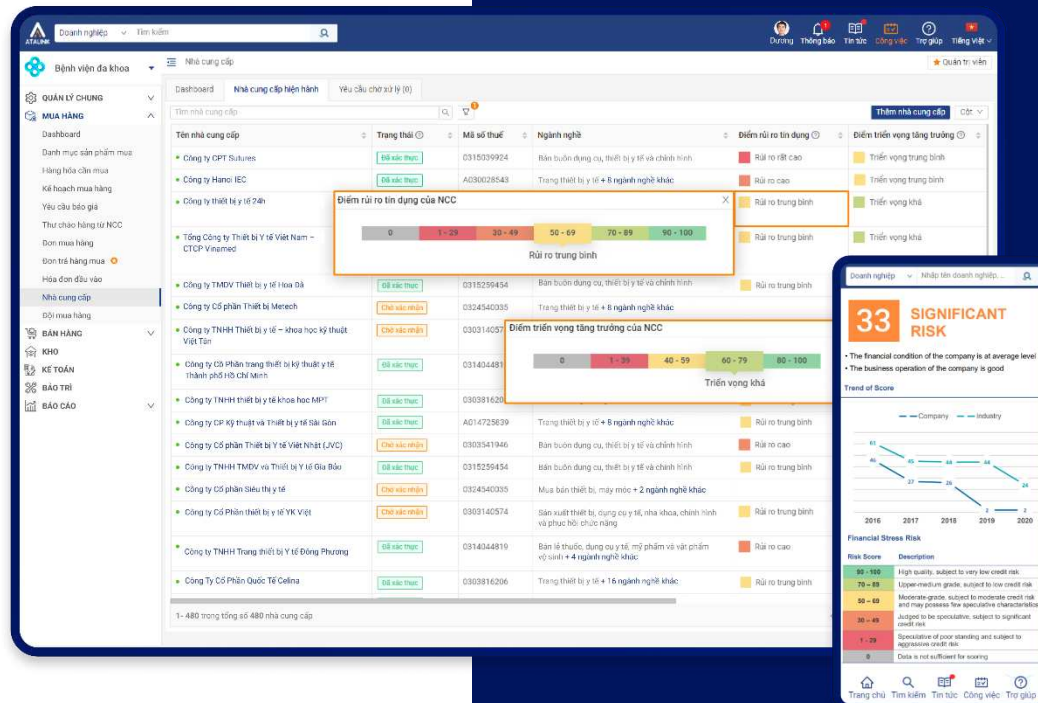 ATALINK
Doanh nghiệp
Tìm kiếm
Dương
Thông báo
Tin tức
Công việc
Trợ giúp
Tiếng Việt
Bệnh viện đa khoa
Nhà cung cấp
Quản trị viên
QUẢN LÝ CHUNG
MUA HÀNG
Dashboard
Danh mục sản phẩm mua
Hàng hóa cần mua
Kế hoạch mua hàng
Yêu cầu báo giá
Thư chào hàng từ NCC
Đơn mua hàng
Đơn trả hàng mua
Hóa đơn đầu vào
Nhà cung cấp
Đội mua hàng
BÁN HÀNG
KHO
KẾ TOÁN
BẢO TRÌ
BÁO CÁO
Dashboard
Nhà cung cấp hiện hành
Yêu cầu chờ xử lý (0)
Tìm nhà cung cấp
Thêm nhà cung cấp
Cột
Tên nhà cung cấp
Trạng thái
Mã số thuế
Ngành nghề
Điểm rủi ro tín dụng
Điểm triển vọng tăng trưởng
Công ty CPT Sutures
Đã xác thực
0315039924
Bán buôn dụng cụ, thiết bị y tế và chỉnh hình
Rủi ro rất cao
Triển vọng trung bình
Công ty Hanoi IEC
Đã xác thực
A030028543
Trang thiết bị y tế + 8 ngành nghề khác
Rủi ro cao
Triển vọng trung bình
Công ty thiết bị y tế 24h
Rủi ro trung bình
Triển vọng khá
Tổng Công ty Thiết bị Y tế Việt Nam –
CTCP Vinamed
Rủi ro trung bình
Triển vọng khá
Điểm rủi ro tín dụng của NCC
X
0
1 - 29
30 - 49
50 - 69
70 - 89
90 - 100
Rủi ro trung bình
Công ty TMDV Thiết bị y tế Hoa Đà
Đã xác thực
0315259454
Bán buôn dụng cụ, thiết bị y tế và chỉnh hình
Rủi ro trung bình
Công ty Cổ phần Thiết bị Metech
Chờ xác nhận
0324540035
Trang thiết bị y tế + 8 ngành nghề khác
Công ty TNHH Thiết bị y tế – khoa học kỹ thuật
Việt Tân
Chờ xác nhận
030314057
Điểm triển vọng tăng trưởng của NCC
0
1 - 39
40 - 59
60 - 79
80 - 100
Triển vọng khá
Công ty Cổ Phần trang thiết bị kỹ thuật y tế
Thành phố Hồ Chí Minh
Đã xác thực
031404481
Công ty TNHH thiết bị y tế khoa học MPT
Đã xác thực
030381620
Công ty CP Kỹ thuật và Thiết bị y tế Sài Gòn
Đã xác thực
A014725839
Trang thiết bị y tế + 8 ngành nghề khác
Rủi ro trung bình
Công ty Cổ phần Thiết bị Y tế Việt Nhật (JVC)
Chờ xác nhận
0303541946
Bán buôn dụng cụ, thiết bị y tế và chỉnh hình
Rủi ro cao
Công ty TNHH TMDV và Thiết bị Y tế Gia Bảo
Đã xác thực
0315259454
Bán buôn dụng cụ, thiết bị y tế và chỉnh hình
Rủi ro trung bình
Công ty Cổ phần Siêu thị y tế
Chờ xác nhận
0324540035
Mua bán thiết bị, máy móc + 2 ngành nghề khác
Công ty Cổ Phần thiết bị y tế YK Việt
Chờ xác nhận
0303140574
Sản xuất thiết bị, dụng cụ y tế, nha khoa, chỉnh hình
và phục hồi chức năng
Rủi ro trung bình
Công ty TNHH Trang thiết bị Y tế Đông Phương
Đã xác thực
0314044819
Bán lẻ thuốc, dụng cụ y tế, mỹ phẩm và vật phẩm
vệ sinh + 4 ngành nghề khác
Rủi ro cao
Công Ty Cổ Phần Quốc Tế Celina
Đã xác thực
0303816206
Trang thiết bị y tế + 16 ngành nghề khác
Rủi ro trung bình
1- 480 trong tổng số 480 nhà cung cấp
Doanh nghiệp
Nhập tên doanh nghiệp...
33
SIGNIFICANT
RISK
• The financial condition of the company is at average level
• The business operation of the company is good
Trend of Score
Company
Industry
61
45
44
44
24
46
27
26
2
2
2016
2017
2018
2019
2020
Financial Stress Risk
Risk Score
Description
90 - 100
High quality, subject to very low credit risk
70 – 89
Upper-medium grade, subject to low credit risk
50 – 69
Moderate-grade, subject to moderate credit risk
and may possess few speculative characteristics
30 – 49
Judged to be speculative, subject to significant
credit risk
1 - 29
Speculative of poor standing and subject to
aggressive credit risk
0
Data is not sufficient for scoring
Trang chủ
Tìm kiếm
Tin tức
Công việc
Trợ giúp